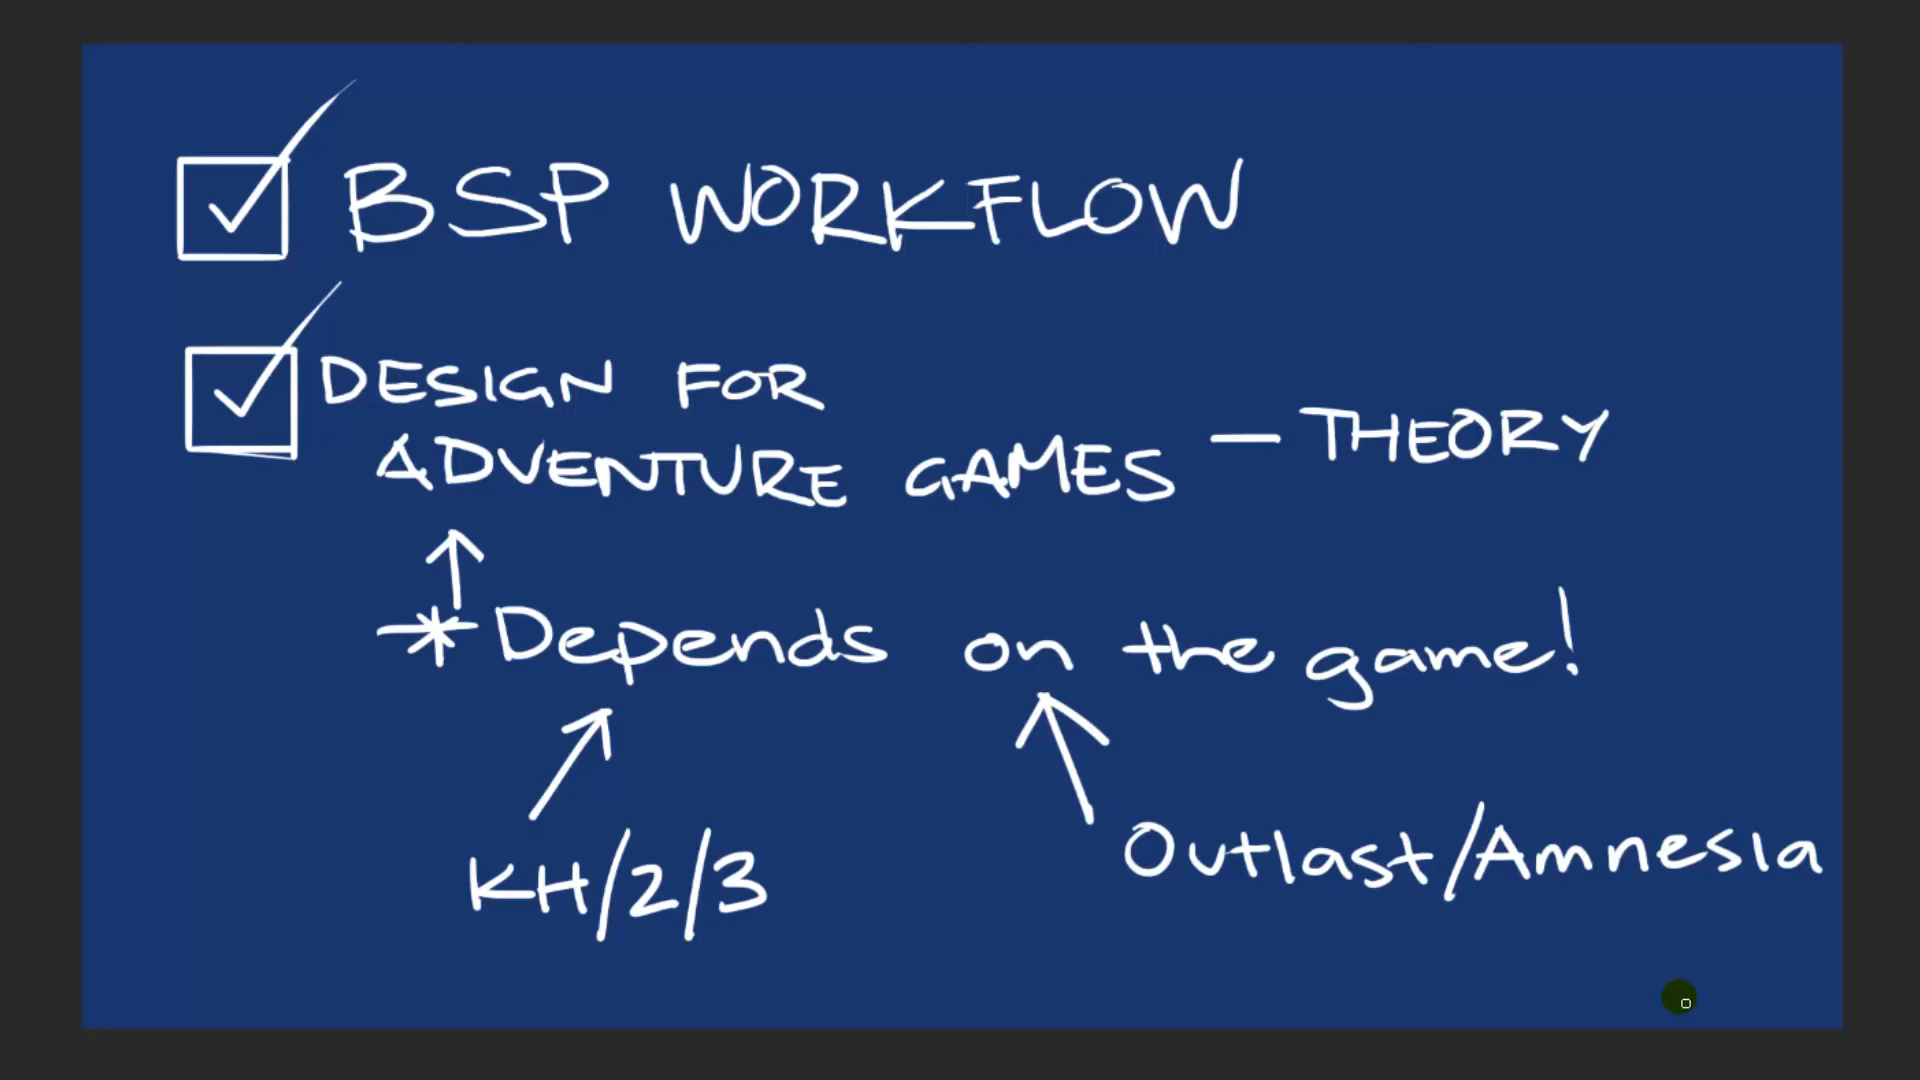 BSP WORKFLOW
DESIGN FOR
ADVENTURE GAMES — THEORY
*Depends on the game!
KH/2/3
Outlast/Amnesia